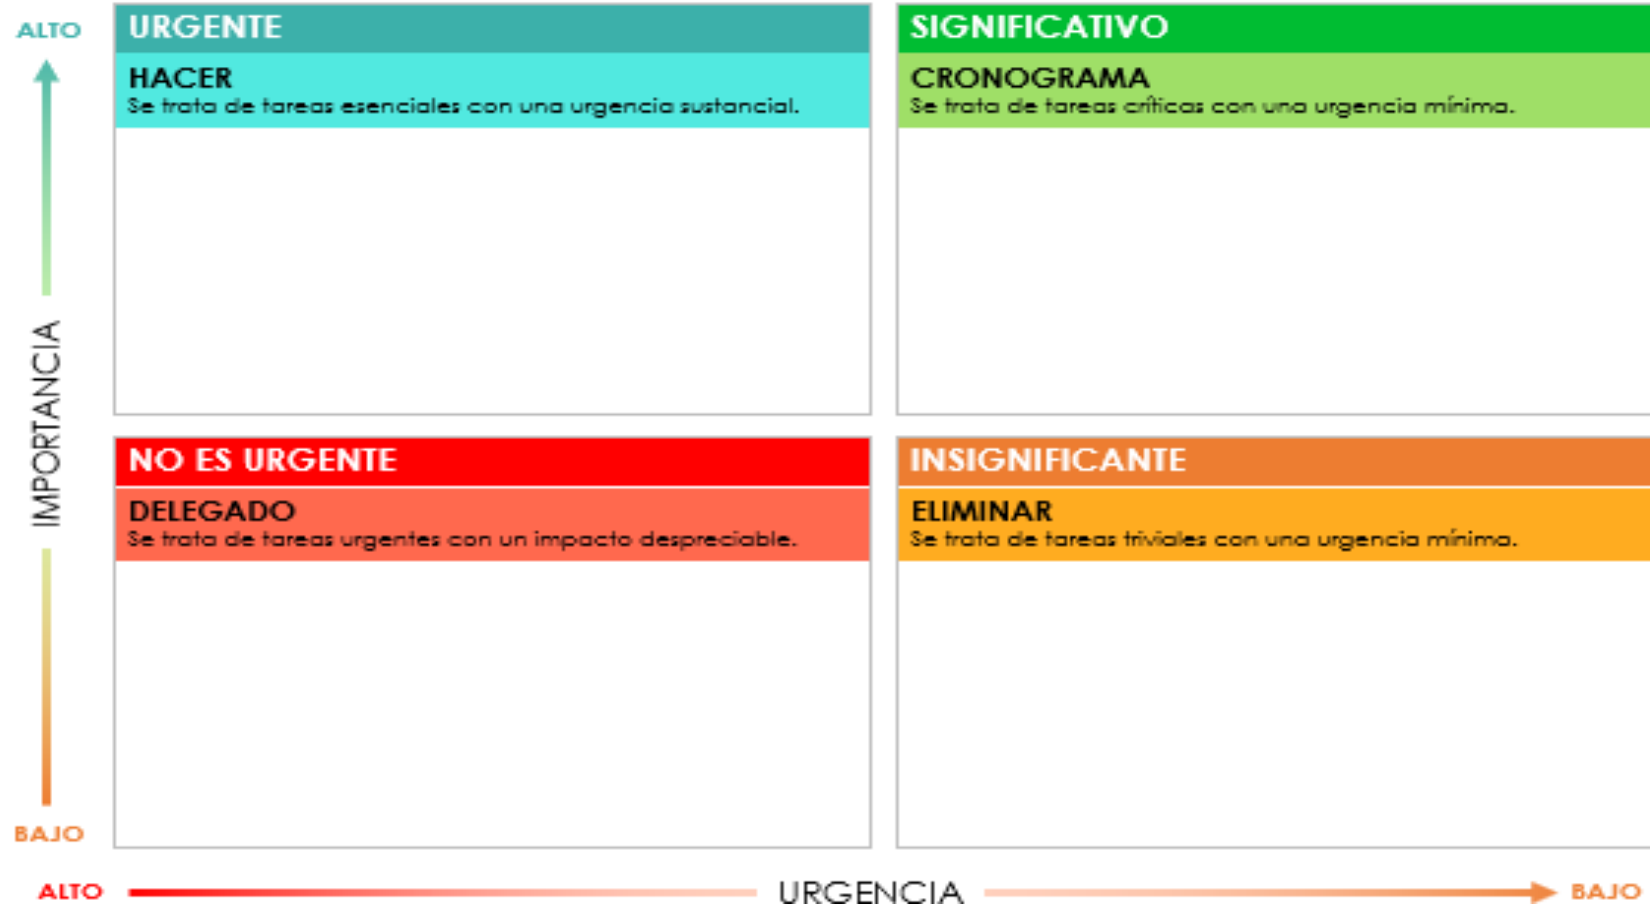 ALTO
URGENTE
HACER
Se trata de tareas esenciales con una urgencia sustancial.
SIGNIFICATIVO
CRONOGRAMA
Se trata de tareas críticas con una urgencia mínima.
IMPORTANCIA
NO ES URGENTE
DELEGADO
Se trata de tareas urgentes con un impacto despreciable.
INSIGNIFICANTE
ELIMINAR
Se trata de tareas triviales con una urgencia mínima.
BAJO
ALTO
URGENCIA
BAJO